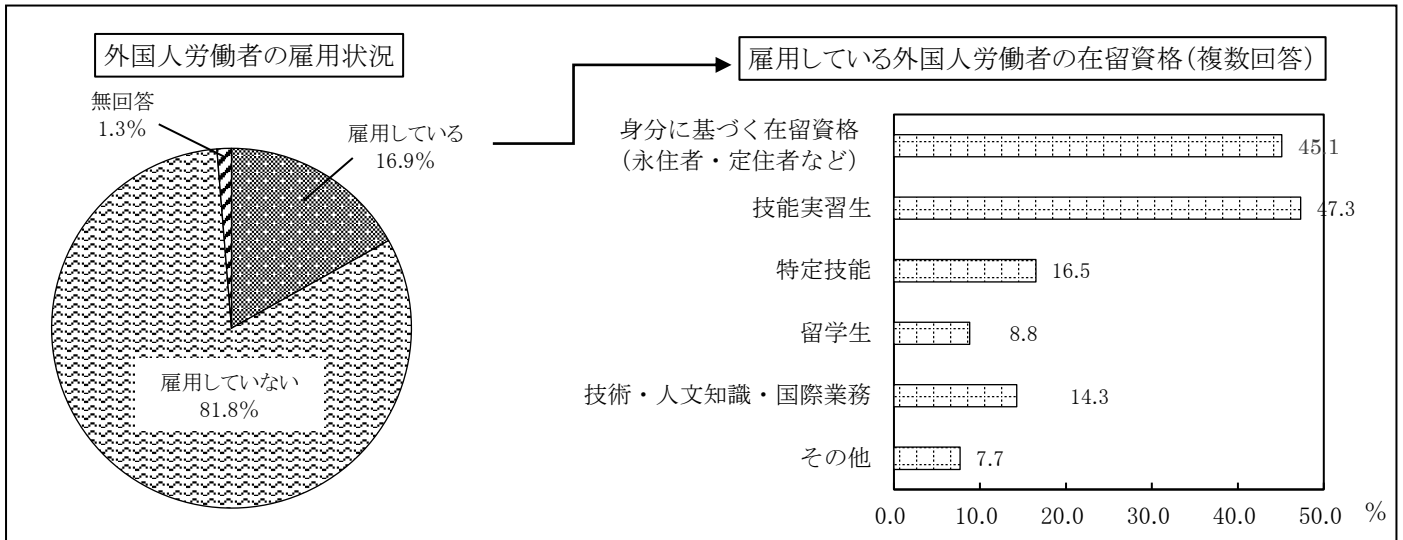 外国人労働者の雇用状況
無回答
1.3%
雇用している
16.9%
雇用していない
81.8%
雇用している外国人労働者の在留資格(複数回答)
身分に基づく在留資格
(永住者・定住者など)
45.1
技能実習生
47.3
特定技能
16.5
留学生
8.8
技術・人文知識・国際業務
14.3
その他
7.7
0.0 10.0 20.0 30.0 40.0 50.0 %